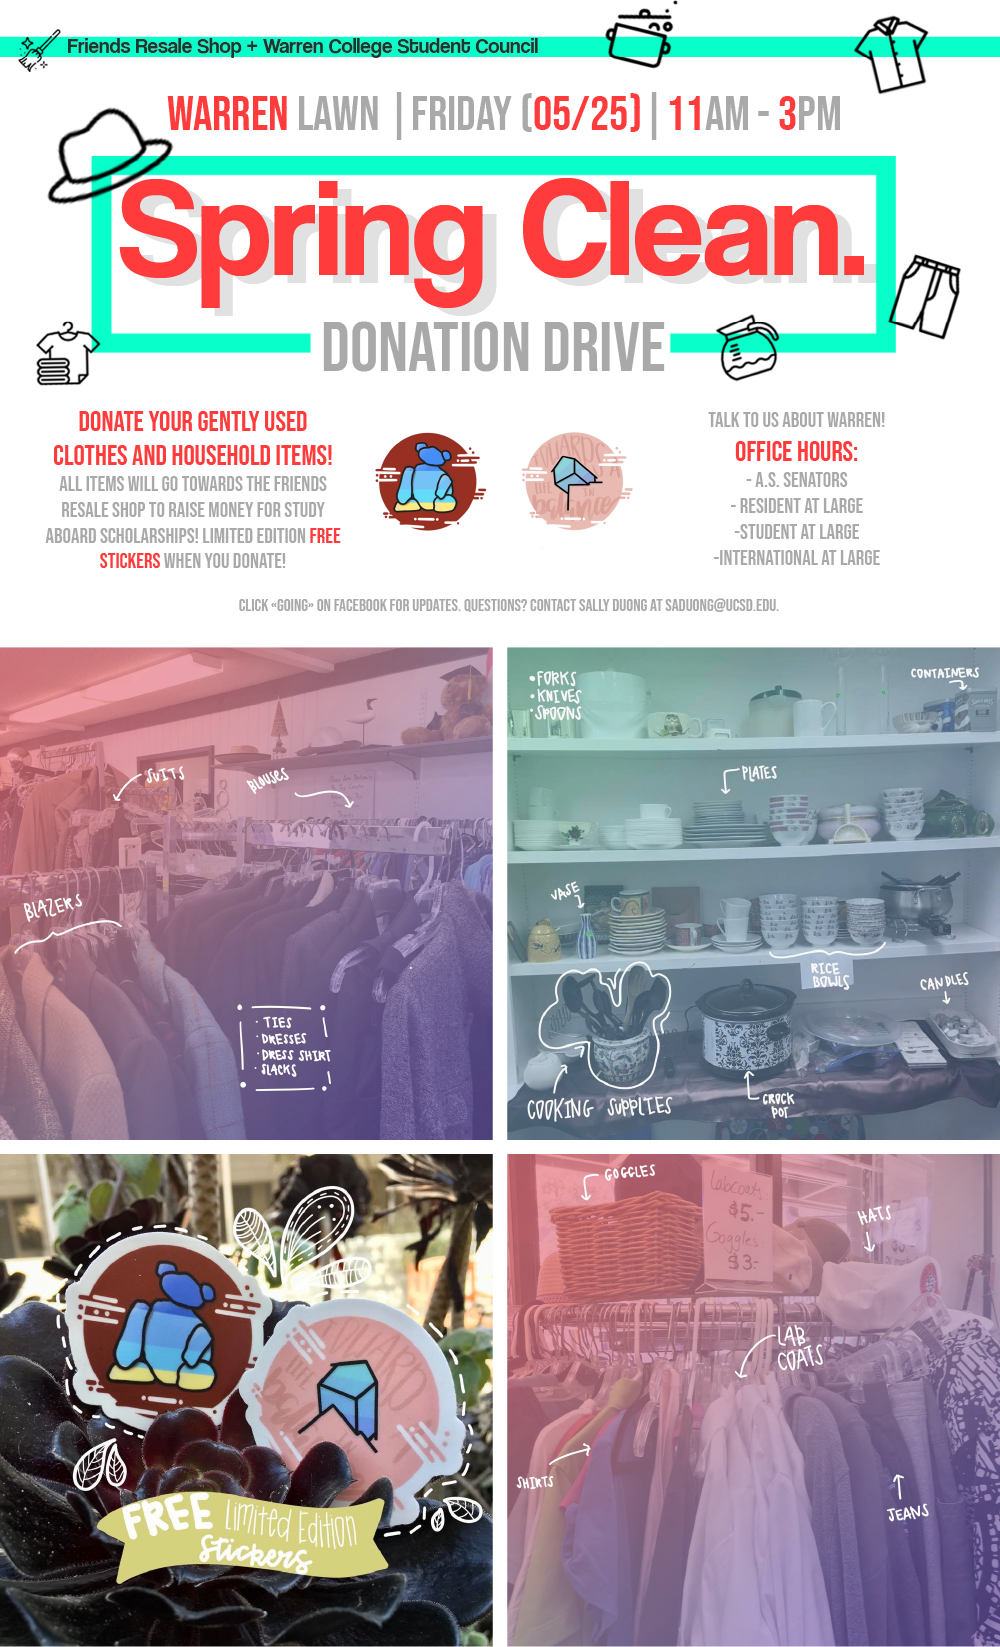 Friends Resale Shop + Warren College Student Council
WARREN LAWN | FRIDAY (05/25) | 11AM - 3PM
Spring Clean.
DONATION DRIVE
DONATE YOUR GENTLY USED
CLOTHES AND HOUSEHOLD ITEMS!
ALL ITEMS WILL GO TOWARDS THE FRIENDS
RESALE SHOP TO RAISE MONEY FOR STUDY
ABOARD SCHOLARSHIPS! LIMITED EDITION FREE
STICKERS WHEN YOU DONATE!
TALK TO US ABOUT WARREN!
OFFICE HOURS:
- A.S. SENATORS
- RESIDENT AT LARGE
-STUDENT AT LARGE
-INTERNATIONAL AT LARGE
CLICK «GOING» ON FACEBOOK FOR UPDATES. QUESTIONS? CONTACT SALLY DUONG AT SADUONG@UCSD.EDU.
SUITS
BLOUSES
BLAZERS
· TIES
· DRESSES
· DRESS SHIRT
· SLACKS
• FORKS
• KNIVES
• SPOONS
CONTAINERS
PLATES
VASE
RICE
BOWLS
CANDLES
COOKING SUPPLIES
CROCK
POT
FREE Limited Edition
Stickers
GOGGLES
Labcoats
$5.-
Goggles
$3-
HATS
LAB
COATS
SHIRTS
JEANS